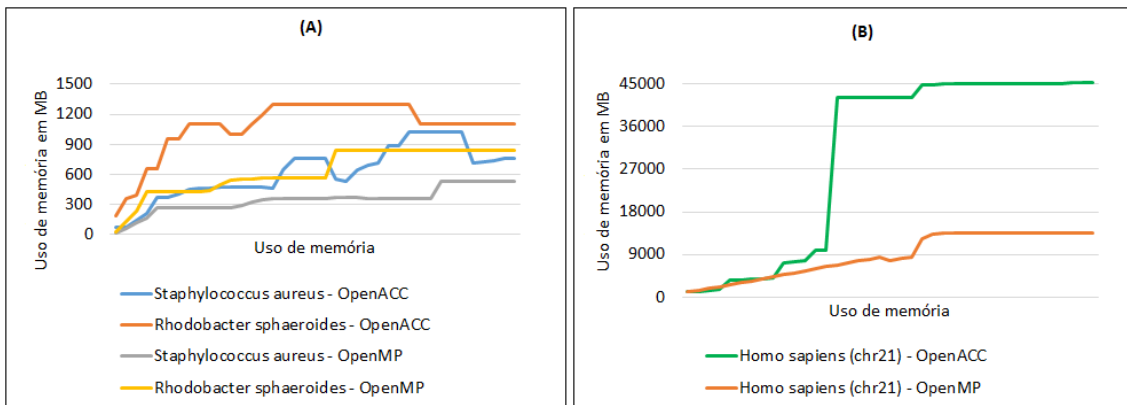 (A)
Uso de memória em MB
1500
1200
900
600
300
0
Uso de memória
Staphylococcus aureus - OpenACC
Rhodobacter sphaeroides - OpenACC
Staphylococcus aureus - OpenMP
Rhodobacter sphaeroides - OpenMP
(B)
Uso de memória em MB
45000
36000
27000
18000
9000
0
Uso de memória
Homo sapiens (chr21) - OpenACC
Homo sapiens (chr21) - OpenMP